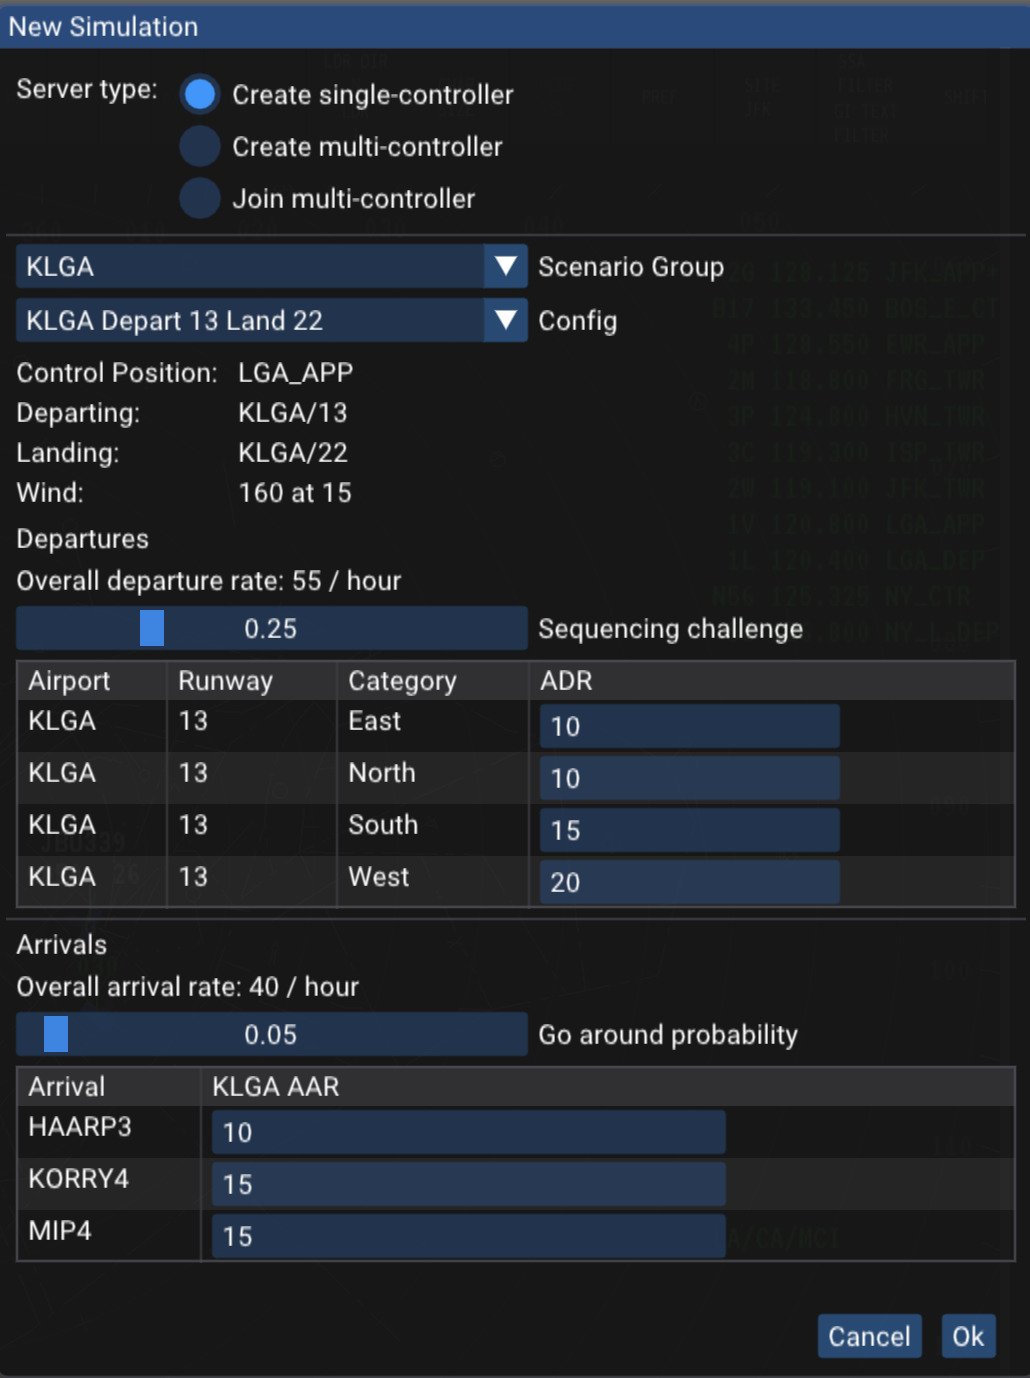 New Simulation
Server type:
Create single-controller
Create multi-controller
Join multi-controller
KLGA Scenario Group
KLGA Depart 13 Land 22 Config
Control Position: LGA_APP
Departing: KLGA/13
Landing: KLGA/22
Wind: 160 at 15
Departures
Overall departure rate: 55 / hour
0.25 Sequencing challenge
Airport Runway Category ADR
KLGA 13 East 10
KLGA 13 North 10
KLGA 13 South 15
KLGA 13 West 20
Arrivals
Overall arrival rate: 40 / hour
0.05 Go around probability
Arrival KLGA AAR
HAARP3 10
KORRY4 15
MIP4 15
Cancel Ok